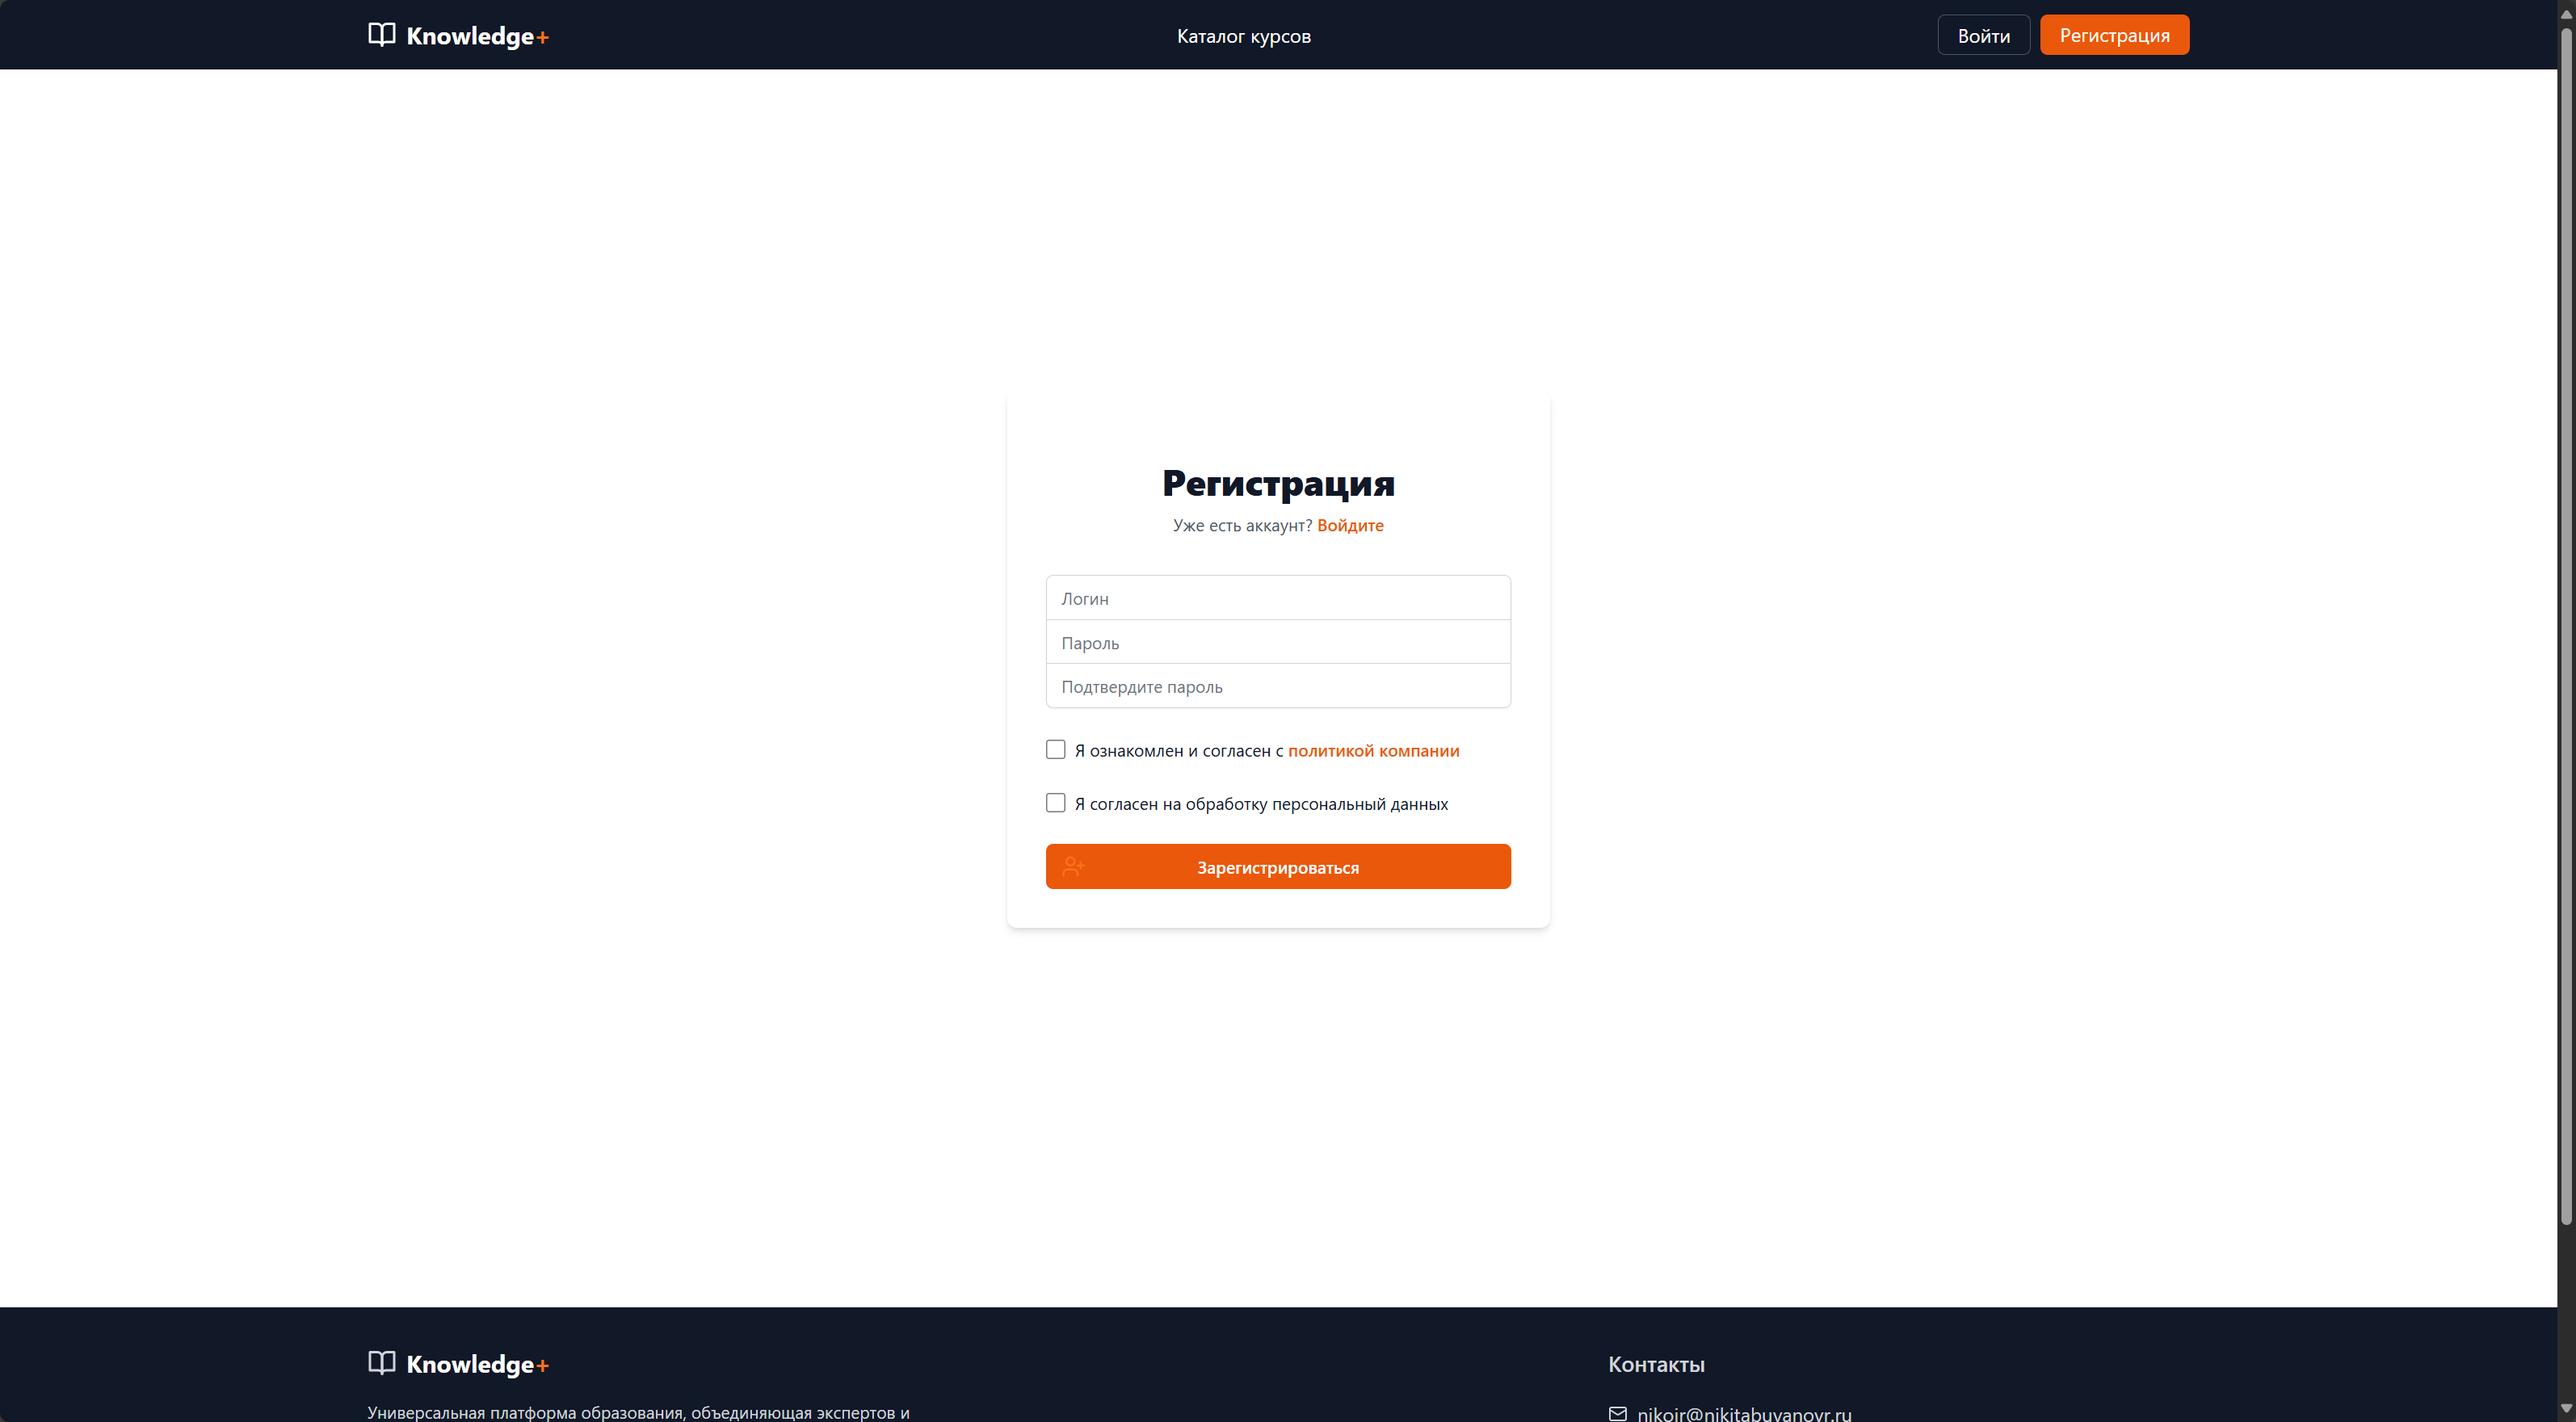 Knowledge+
Каталог курсов
Войти
Регистрация
Регистрация
Уже есть аккаунт? Войдите
Логин
Пароль
Подтвердите пароль
Я ознакомлен и согласен с политикой компании
Я согласен на обработку персональный данных
Зарегистрироваться
Knowledge+
Контакты
Универсальная платформа образования, объединяющая экспертов и
nikoir@nikitabuyanovr.ru